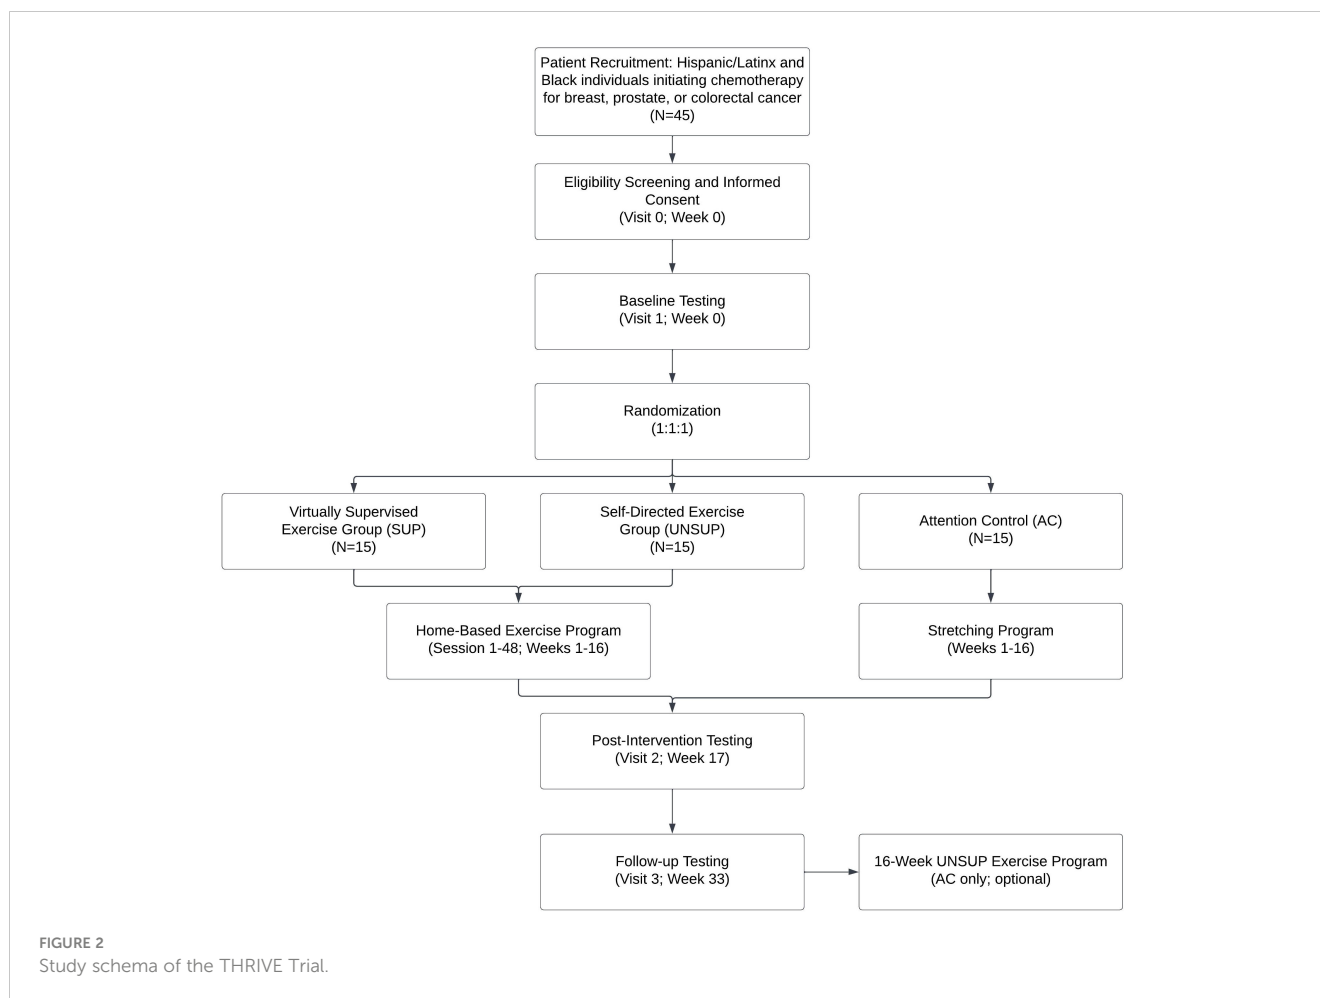 Patient Recruitment: Hispanic/Latinx and
Black individuals initiating chemotherapy
for breast, prostate, or colorectal cancer
(N=45)
Eligibility Screening and Informed
Consent
(Visit 0; Week 0)
Baseline Testing
(Visit 1; Week 0)
Randomization
(1:1:1)
Virtually Supervised
Exercise Group (SUP)
(N=15)
Self-Directed Exercise
Group (UNSUP)
(N=15)
Attention Control (AC)
(N=15)
Home-Based Exercise Program
(Session 1-48; Weeks 1-16)
Stretching Program
(Weeks 1-16)
Post-Intervention Testing
(Visit 2; Week 17)
Follow-up Testing
(Visit 3; Week 33)
16-Week UNSUP Exercise Program
(AC only; optional)
FIGURE 2
Study schema of the THRIVE Trial.